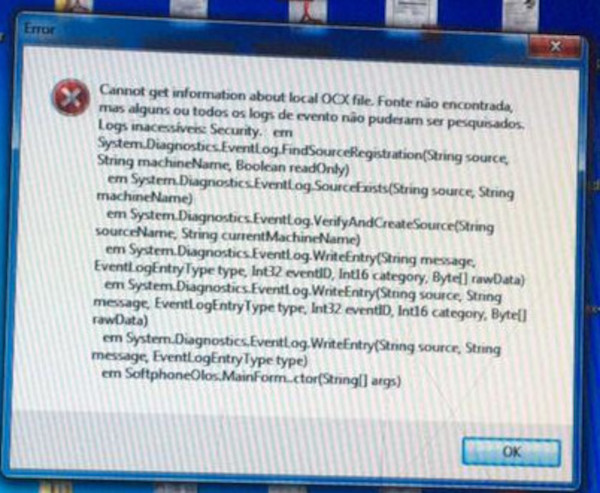 Error
Cannot get information about local OCX file. Fonte não encontrada,
mas alguns ou todos os logs de evento não puderam ser pesquisados.
Logs inacessíveis: Security.   em
System.Diagnostics.EventLog.FindSourceRegistration(String source,
String machineName, Boolean readOnly)
em System.Diagnostics.EventLog.SourceExists(String source, String
machineName)
em System.Diagnostics.EventLog.VerifyAndCreateSource(String
sourceName, String currentMachineName)
em System.Diagnostics.EventLog.WriteEntry(String message,
EventLogEntryType type, Int32 eventID, Int16 category, Byte[] rawData)
em System.Diagnostics.EventLog.WriteEntry(String source, String
message, EventLogEntryType type, Int32 eventID, Int16 category, Byte[]
rawData)
em System.Diagnostics.EventLog.WriteEntry(String source, String
message, EventLogEntryType type)
em SoftphoneOlos.MainForm..ctor(String[] args)
OK